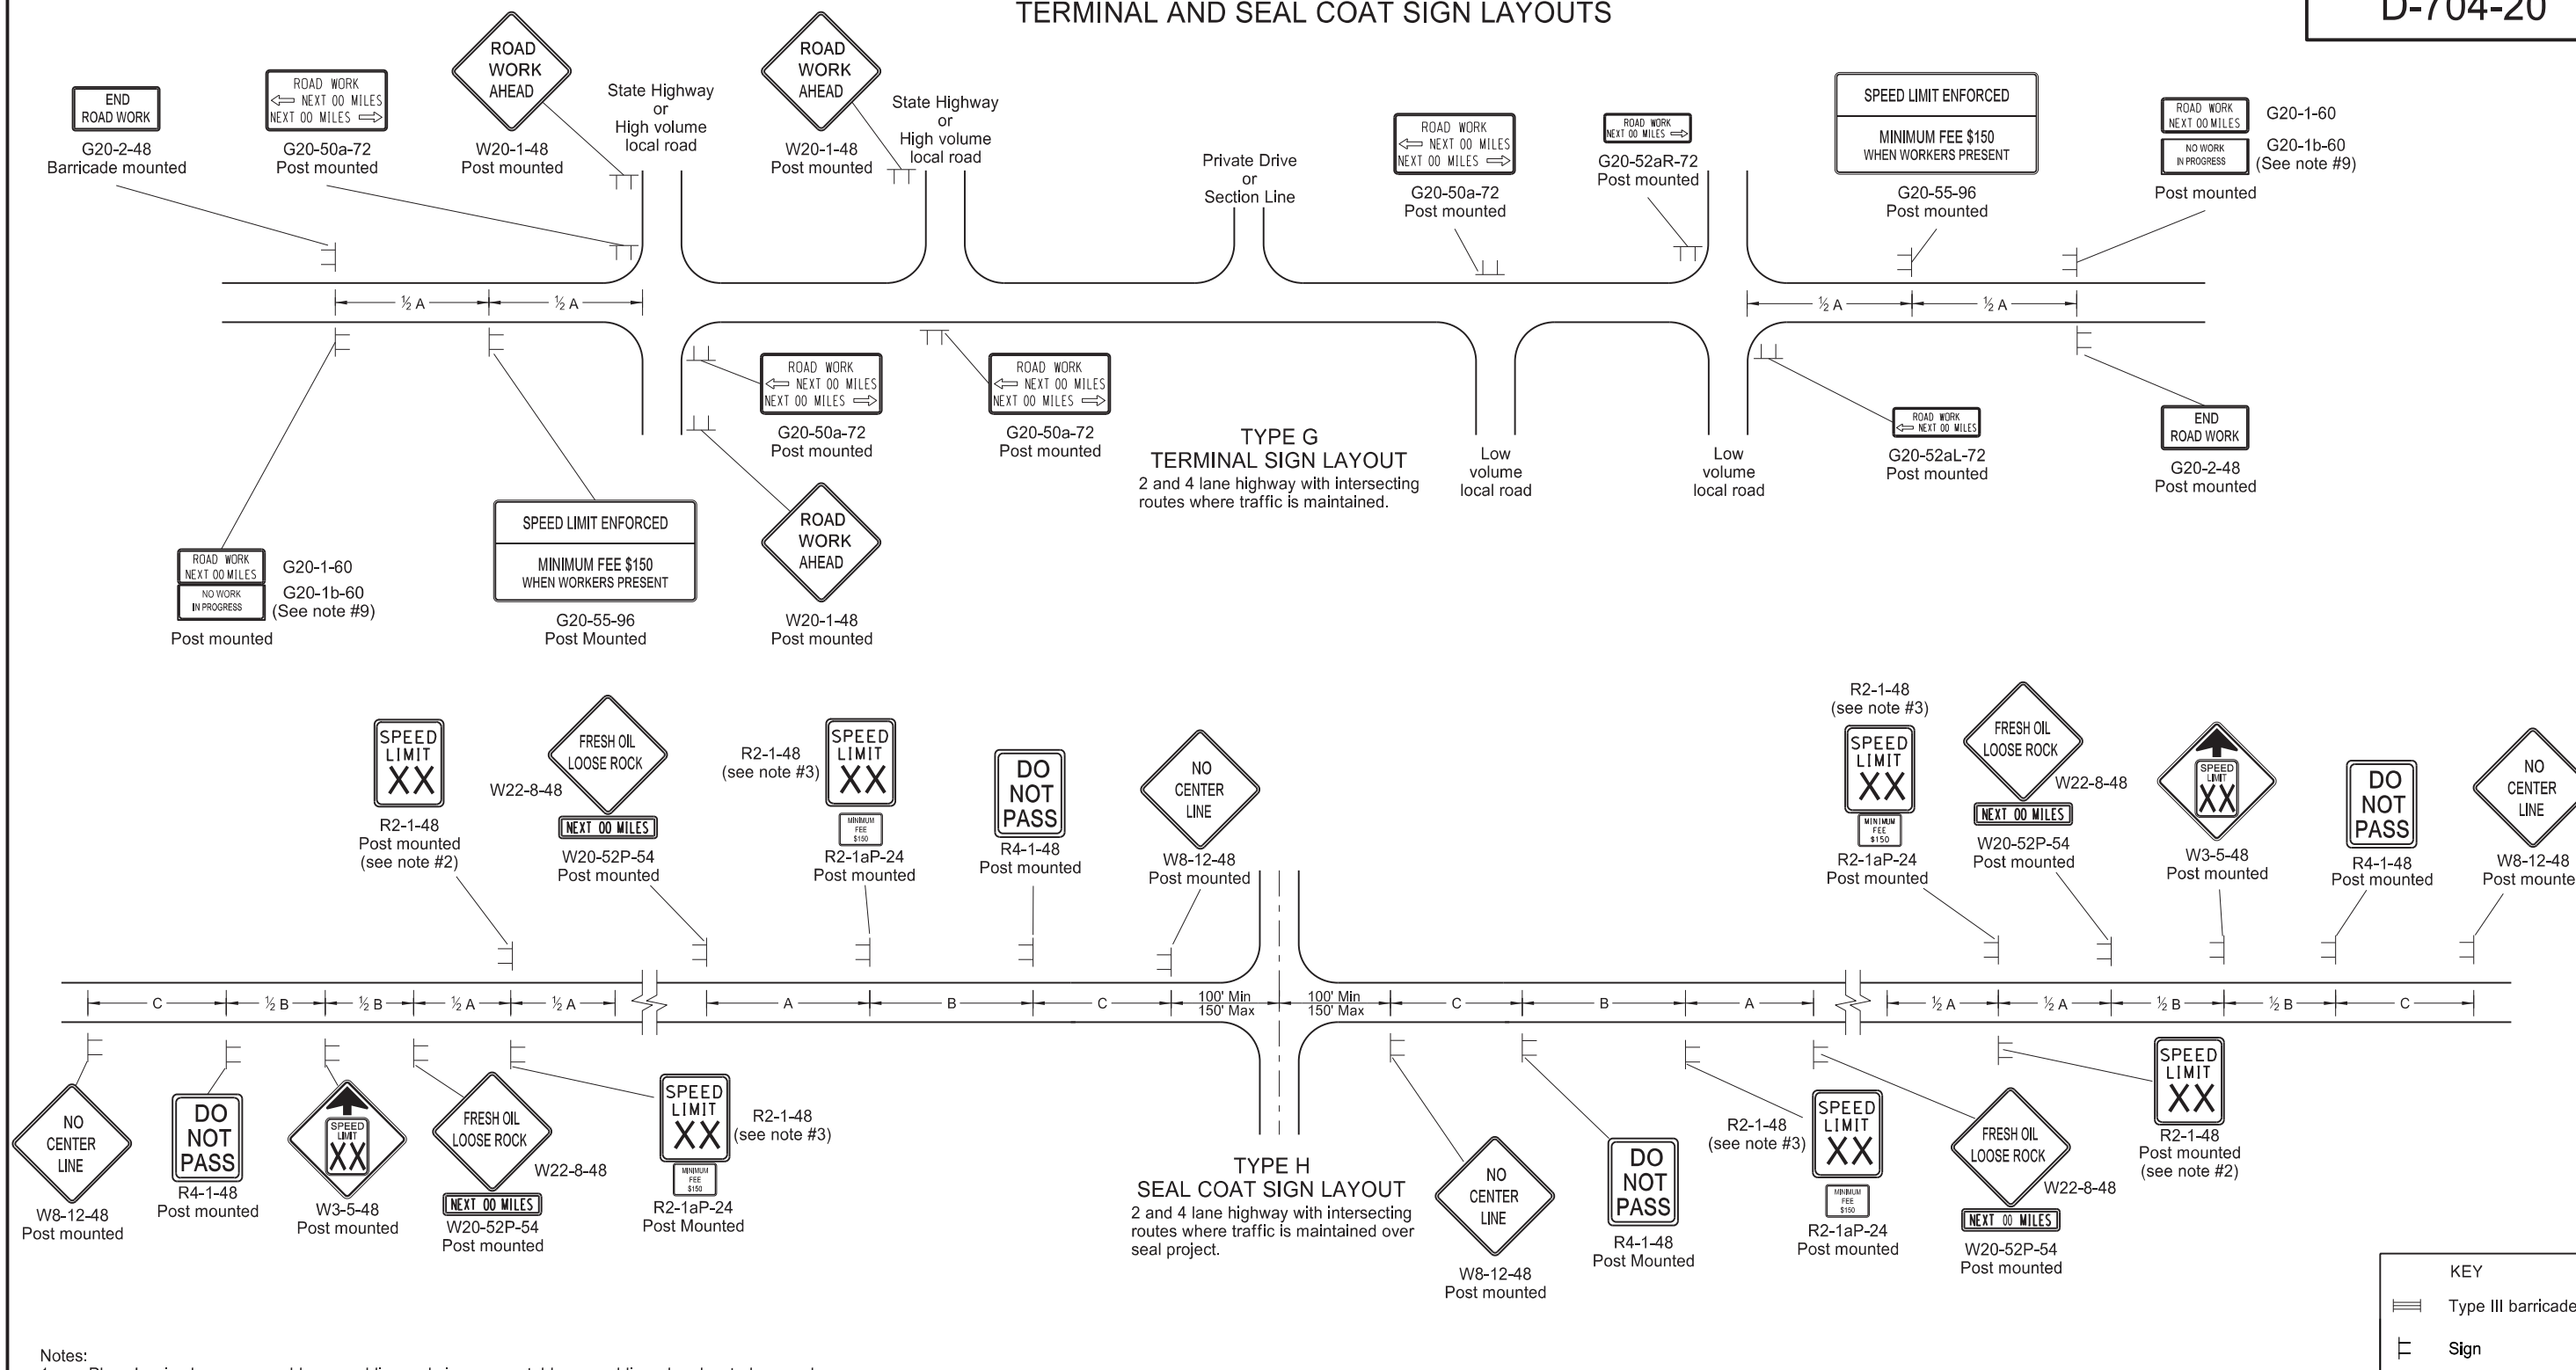 TERMINAL AND SEAL COAT SIGN LAYOUTS
D-704-20
END
ROAD WORK
G20-2-48
Barricade mounted
ROAD WORK
NEXT 00 MILES
NEXT 00 MILES
G20-50a-72
Post mounted
ROAD
WORK
AHEAD
W20-1-48
Post mounted
State Highway
or
High volume
local road
ROAD
WORK
AHEAD
W20-1-48
Post mounted
State Highway
or
High volume
local road
Private Drive
or
Section Line
ROAD WORK
NEXT 00 MILES
NEXT 00 MILES
G20-50a-72
Post mounted
ROAD WORK
NEXT 00 MILES
G20-52aR-72
Post mounted
SPEED LIMIT ENFORCED
MINIMUM FEE $150
WHEN WORKERS PRESENT
G20-55-96
Post mounted
ROAD WORK
NEXT 00 MILES
G20-1-60
NO WORK
IN PROGRESS
G20-1b-60
(See note #9)
Post mounted
½ A
½ A
½ A
½ A
ROAD WORK
NEXT 00 MILES
NEXT 00 MILES
G20-50a-72
Post mounted
ROAD WORK
NEXT 00 MILES
NEXT 00 MILES
G20-50a-72
Post mounted
TYPE G
TERMINAL SIGN LAYOUT
2 and 4 lane highway with intersecting
routes where traffic is maintained.
Low
volume
local road
Low
volume
local road
ROAD WORK
NEXT 00 MILES
G20-52aL-72
Post mounted
END
ROAD WORK
G20-2-48
Post mounted
ROAD WORK
NEXT 00 MILES
G20-1-60
NO WORK
IN PROGRESS
G20-1b-60
(See note #9)
Post mounted
SPEED LIMIT ENFORCED
MINIMUM FEE $150
WHEN WORKERS PRESENT
G20-55-96
Post Mounted
ROAD
WORK
AHEAD
W20-1-48
Post mounted
SPEED
LIMIT
XX
R2-1-48
Post mounted
(see note #2)
FRESH OIL
LOOSE ROCK
W22-8-48
NEXT 00 MILES
W20-52P-54
Post mounted
R2-1-48
(see note #3)
SPEED
LIMIT
XX
MINIMUM
FEE
$150
R2-1aP-24
Post mounted
DO
NOT
PASS
R4-1-48
Post mounted
NO
CENTER
LINE
W8-12-48
Post mounted
R2-1-48
(see note #3)
SPEED
LIMIT
XX
MINIMUM
FEE
$150
R2-1aP-24
Post mounted
FRESH OIL
LOOSE ROCK
W22-8-48
NEXT 00 MILES
W20-52P-54
Post mounted
SPEED
LIMIT
XX
W3-5-48
Post mounted
DO
NOT
PASS
R4-1-48
Post mounted
NO
CENTER
LINE
W8-12-48
Post mounte
C
½ B
½ B
½ A
½ A
A
B
C
100' Min
150' Max
100' Min
150' Max
C
B
A
½ A
½ A
½ B
½ B
C
NO
CENTER
LINE
W8-12-48
Post mounted
DO
NOT
PASS
R4-1-48
Post mounted
SPEED
LIMIT
XX
W3-5-48
Post mounted
FRESH OIL
LOOSE ROCK
W22-8-48
NEXT 00 MILES
W20-52P-54
Post mounted
SPEED
LIMIT
XX
R2-1-48
(see note #3)
MINIMUM
FEE
$150
R2-1aP-24
Post Mounted
TYPE H
SEAL COAT SIGN LAYOUT
2 and 4 lane highway with intersecting
routes where traffic is maintained over
seal project.
NO
CENTER
LINE
W8-12-48
Post mounted
DO
NOT
PASS
R4-1-48
Post Mounted
R2-1-48
(see note #3)
SPEED
LIMIT
XX
MINIMUM
FEE
$150
R2-1aP-24
Post mounted
FRESH OIL
LOOSE ROCK
W22-8-48
NEXT 00 MILES
W20-52P-54
Post mounted
SPEED
LIMIT
XX
R2-1-48
Post mounted
(see note #2)
KEY
Type III barricade
Sign
Notes: